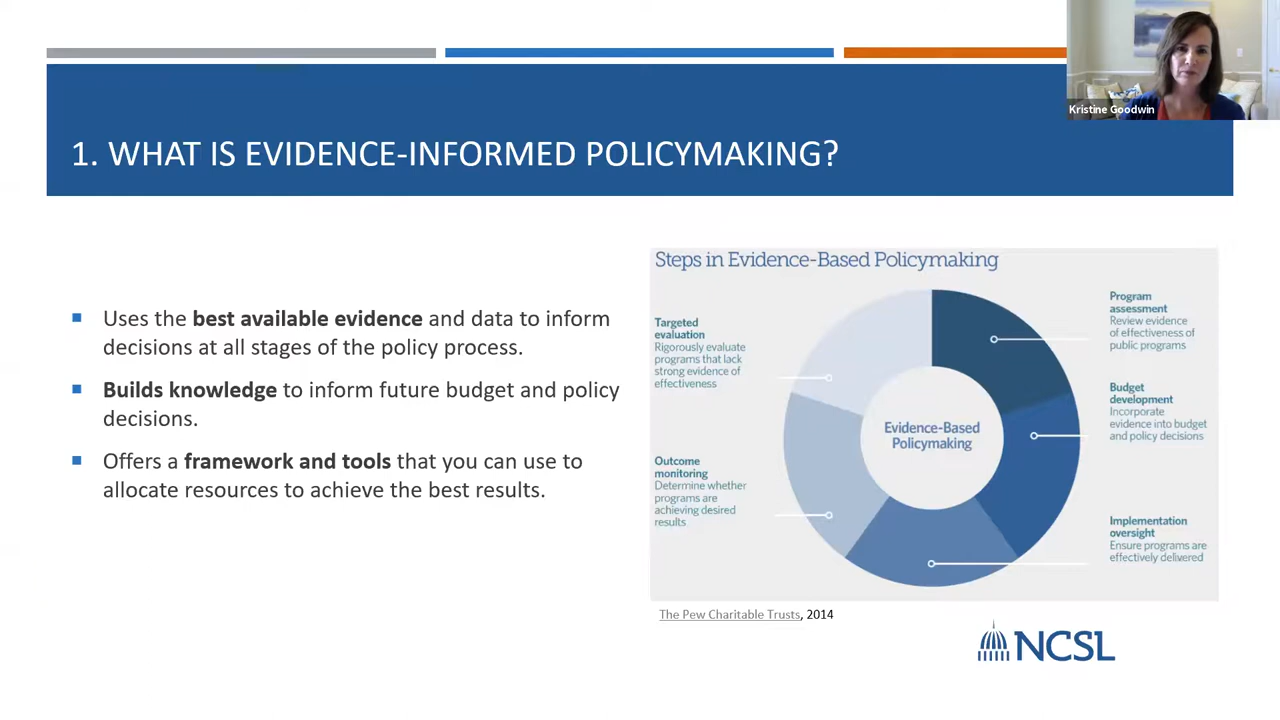 Kristine Goodwin
1. WHAT IS EVIDENCE-INFORMED POLICYMAKING?
Uses the best available evidence and data to inform
decisions at all stages of the policy process.
Builds knowledge to inform future budget and policy
decisions.
Offers a framework and tools that you can use to
allocate resources to achieve the best results.
Steps in Evidence-Based Policymaking
Targeted
evaluation
Rigorously evaluate
programs that lack
strong evidence of
effectiveness
Outcome
monitoring
Determine whether
programs are
achieving desired
results
Evidence-Based
Policymaking
Program
assessment
Review evidence
of effectiveness of
public programs
Budget
development
Incorporate
evidence into budget
and policy decisions
Implementation
oversight
Ensure programs are
effectively delivered
The Pew Charitable Trusts, 2014
NCSL